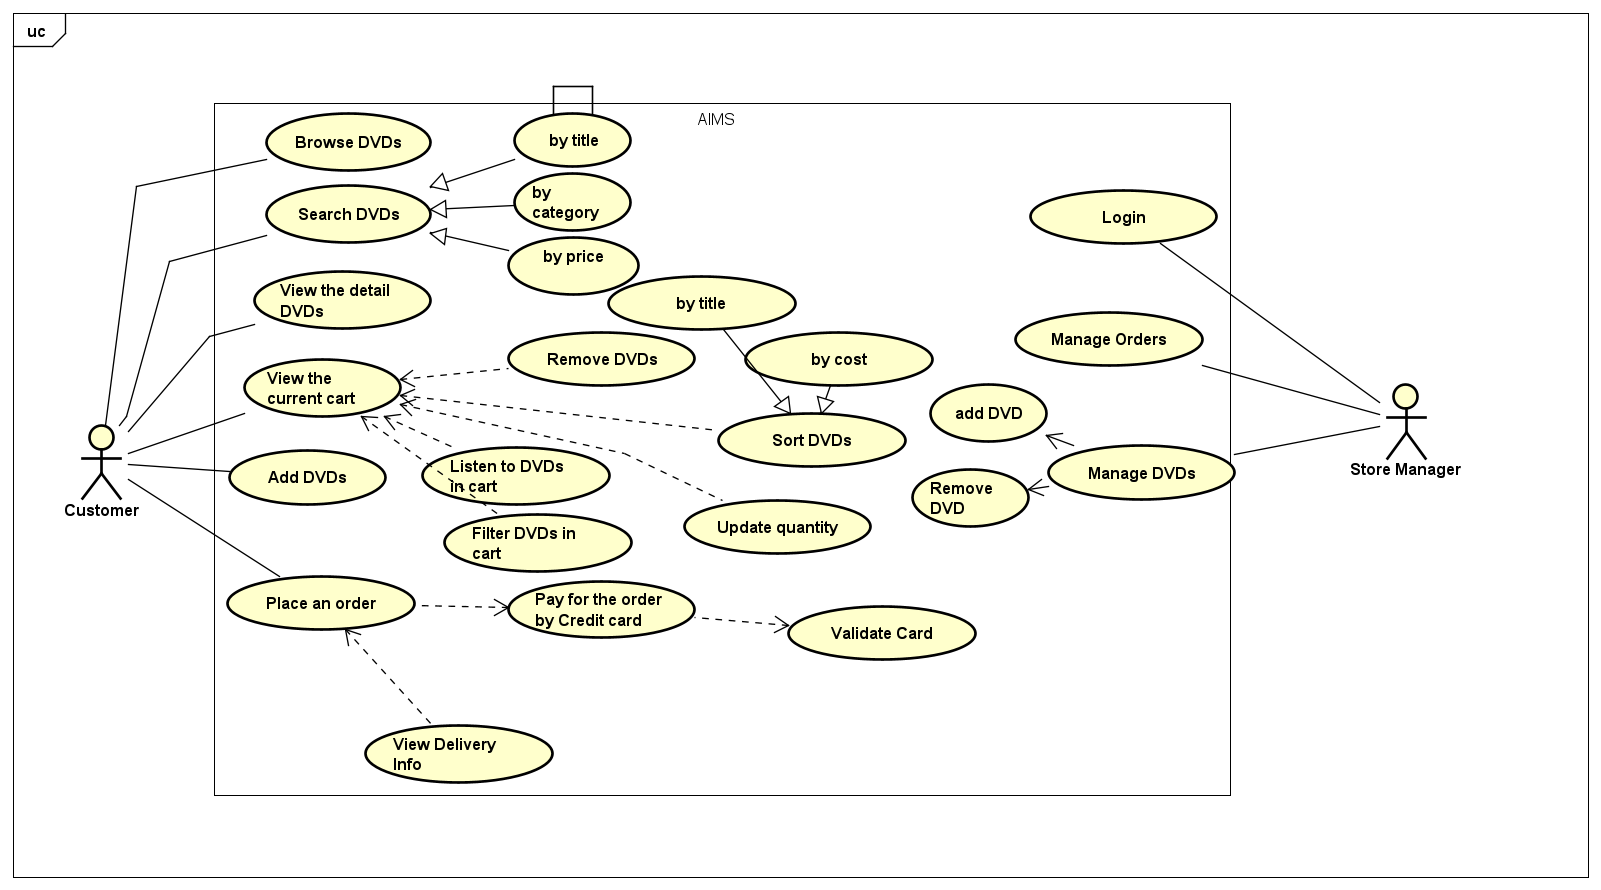 uc
AIMS
Browse DVDs
by title
Search DVDs
by
category
by price
Login
View the detail
DVDs
by title
Remove DVDs
by cost
Manage Orders
View the
current cart
add DVD
Sort DVDs
Customer
Store Manager
Add DVDs
Listen to DVDs
in cart
Manage DVDs
Remove
DVD
Filter DVDs in
cart
Update quantity
Place an order
Pay for the order
by Credit card
Validate Card
View Delivery
Info